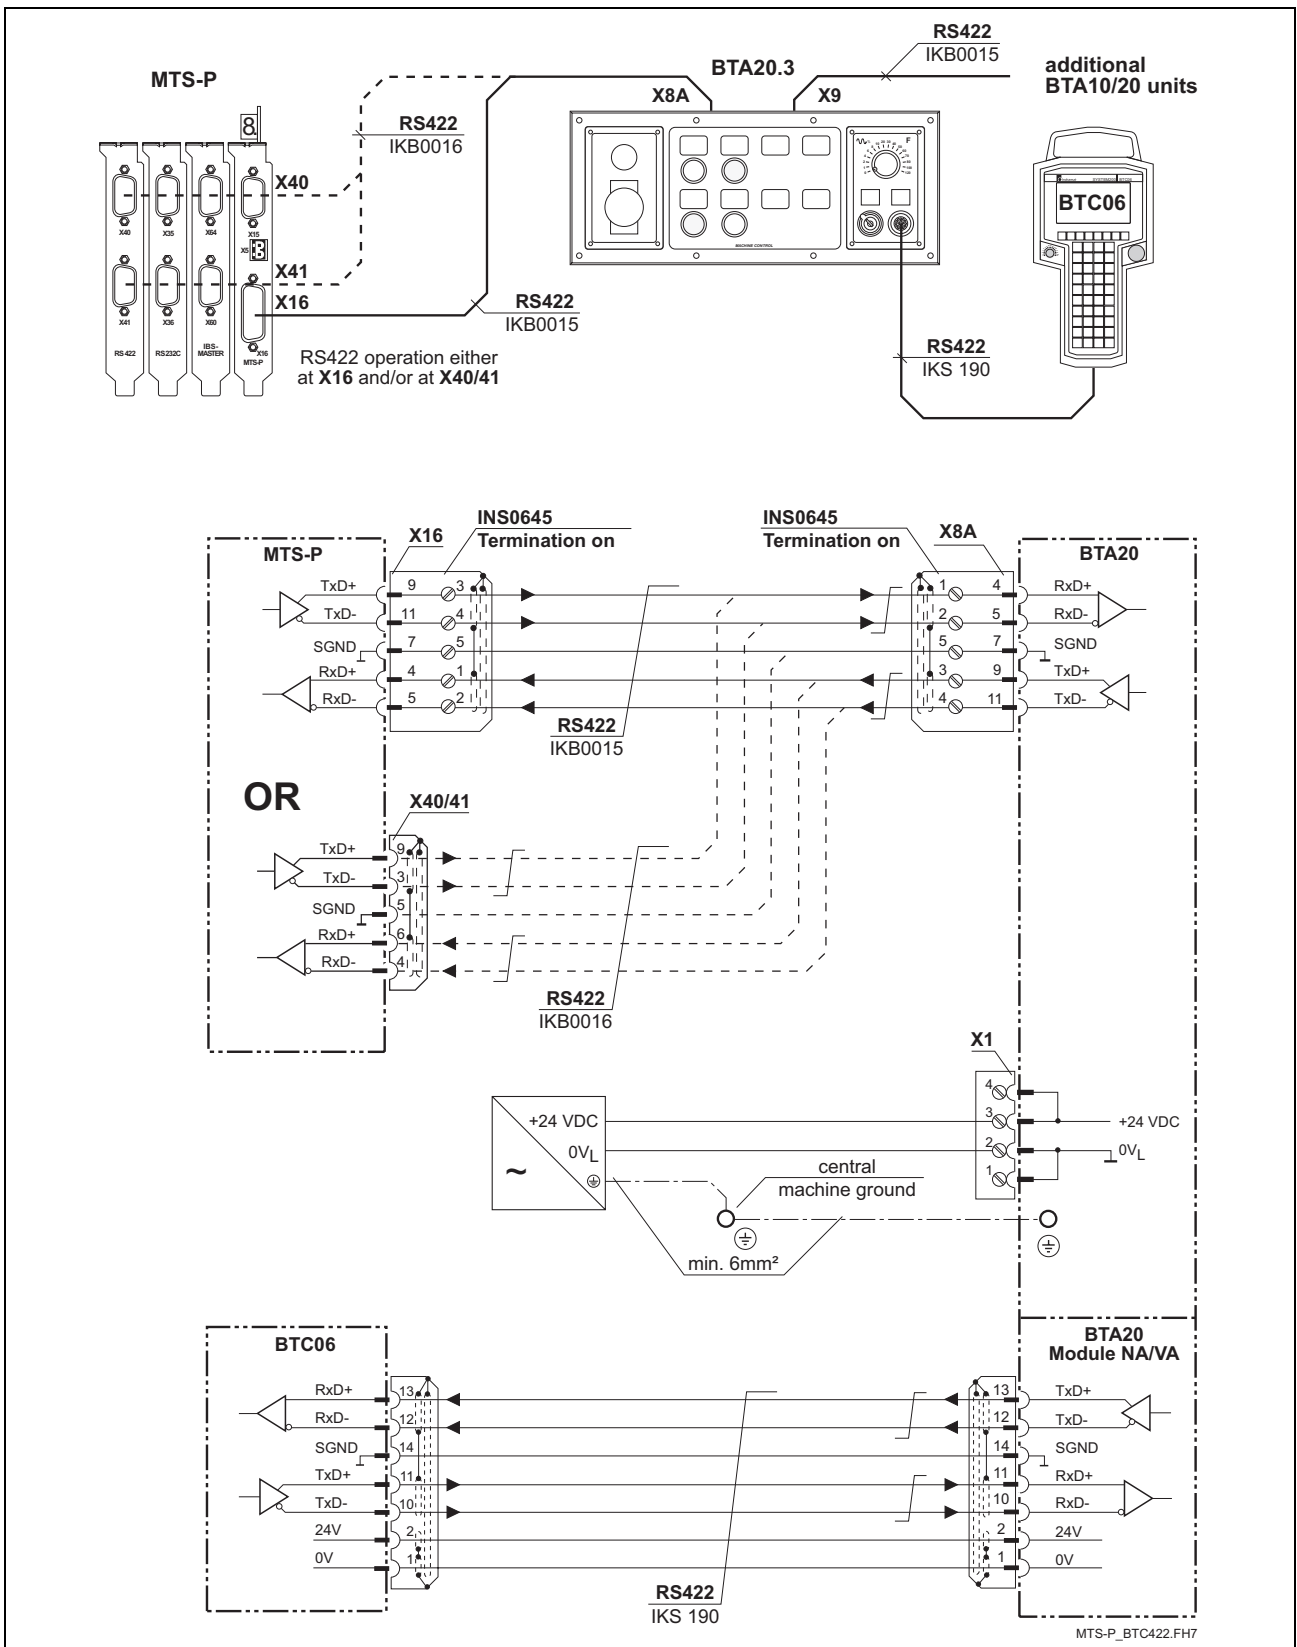 RS422
IKB0015
MTS-P
BTA20.3
additional
BTA10/20 units
X8A
X9
8.
RS422
IKB0016
F
X40
BTC06
X40
X35
X64
X15
MACHINE CONTROL
X5
X41
X16
RS422
IKB0015
X41
X36
X60
RS422
IKS 190
RS 422
RS232C
IBS-
MASTER
X16
MTS-P
RS422 operation either
at X16 and/or at X40/41
INS0645
Termination on
INS0645
Termination on
X16
X8A
MTS-P
BTA20
TxD+ 9 3 1 4 RxD+
TxD- 11 4 2 5 RxD-
SGND 7 5 5 7 SGND
RxD+ 4 1 3 9 TxD+
RxD- 5 2 4 11 TxD-
RS422
IKB0015
OR
X40/41
TxD+ 9
TxD- 3
SGND 5
RxD+ 6
RxD- 4
RS422
IKB0016
X1
4
+24 VDC 3 +24 VDC
0VL 2 0VL
~
1
central
machine ground
min. 6mm²
BTC06
BTA20
Module NA/VA
RxD+ 13 13 TxD+
RxD- 12 12 TxD-
SGND 14 14 SGND
TxD+ 11 11 RxD+
TxD- 10 10 RxD-
24V 2 2 24V
0V 1 1 0V
RS422
IKS 190
MTS-P_BTC422.FH7